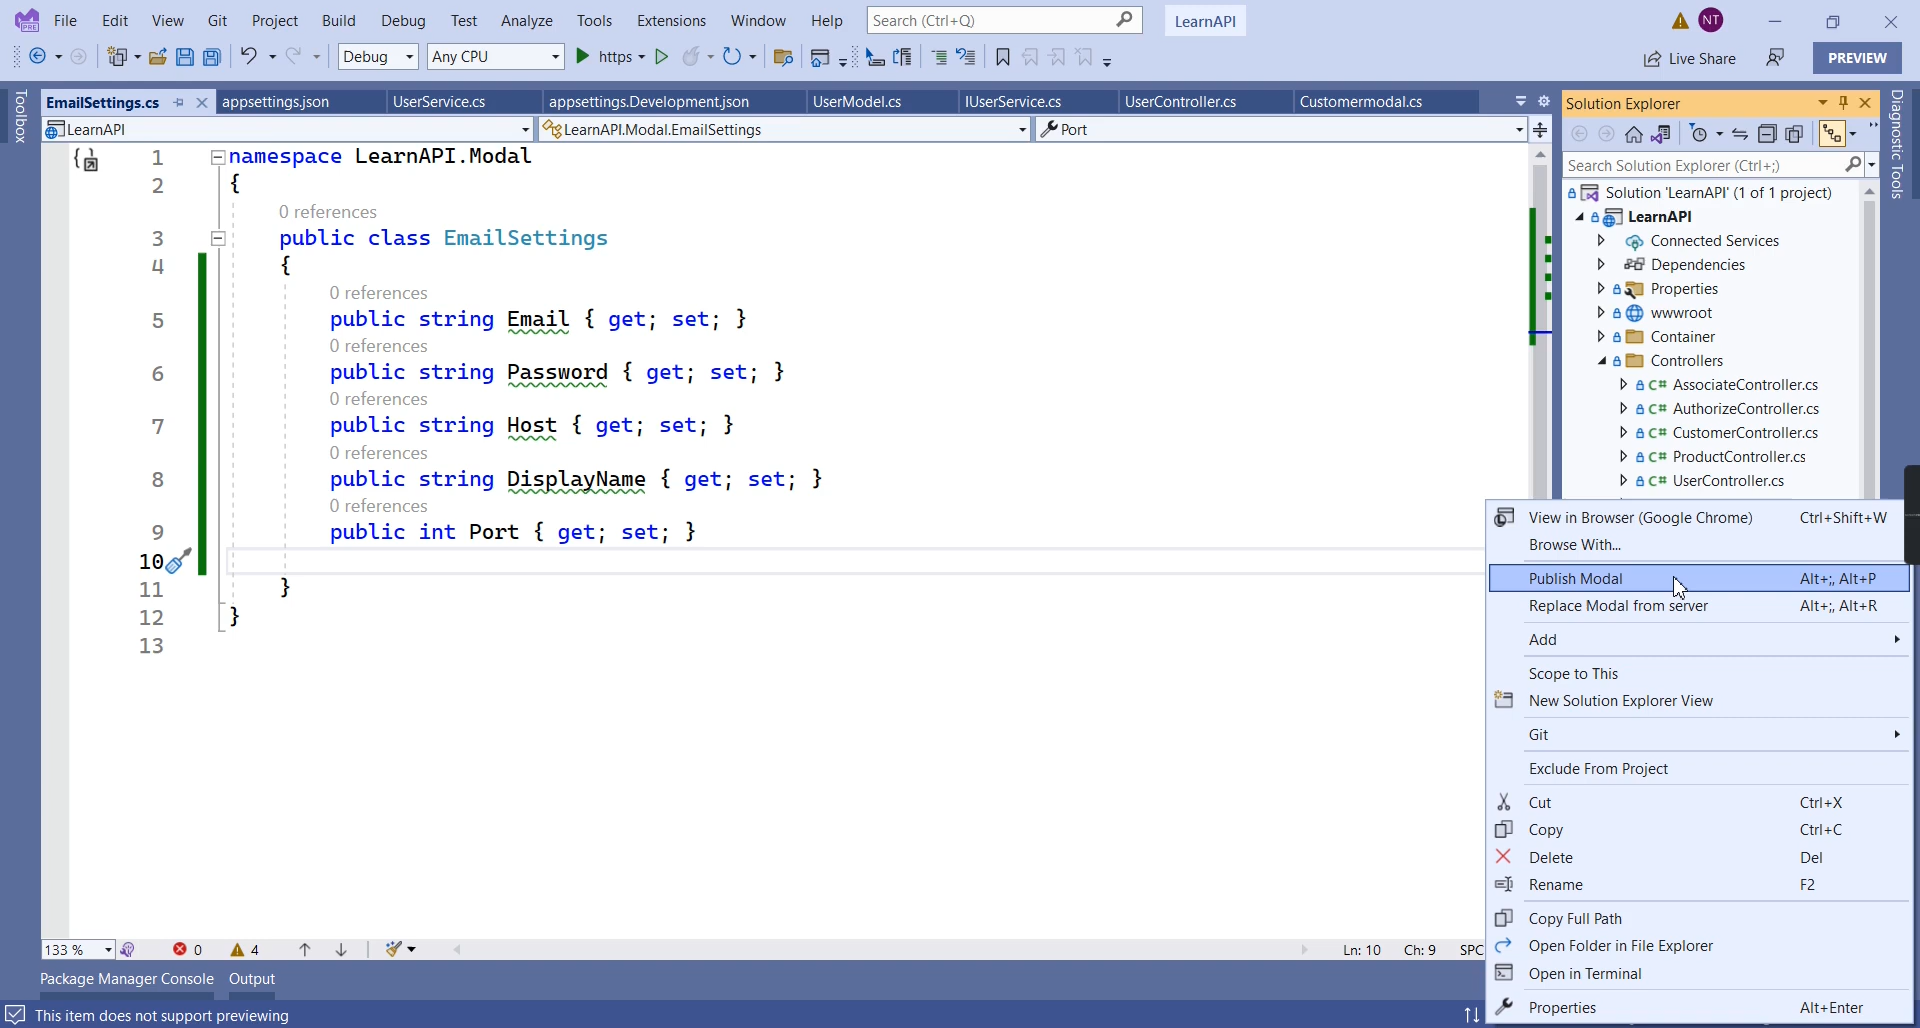 File Edit View Git Project Build Debug Test Analyze Tools Extensions Window Help Search (Ctrl+Q) LearnAPI NT
Debug Any CPU https Live Share PREVIEW
Toolbox
EmailSettings.cs appsettings.json UserService.cs appsettings.Development.json UserModel.cs IUserService.cs UserController.cs Customermodal.cs
LearnAPI LearnAPI.Modal.EmailSettings Port
1 namespace LearnAPI.Modal
2 {
0 references
3 public class EmailSettings
4 {
0 references
5 public string Email { get; set; }
0 references
6 public string Password { get; set; }
0 references
7 public string Host { get; set; }
0 references
8 public string DisplayName { get; set; }
0 references
9 public int Port { get; set; }
10
11 }
12 }
13
133 % 0 4 Ln: 10 Ch: 9 SPC
Package Manager Console Output
This item does not support previewing
Solution Explorer
Search Solution Explorer (Ctrl+;)
Solution 'LearnAPI' (1 of 1 project)
LearnAPI
Connected Services
Dependencies
Properties
wwwroot
Container
Controllers
C# AssociateController.cs
C# AuthorizeController.cs
C# CustomerController.cs
C# ProductController.cs
C# UserController.cs
Diagnostic Tools
View in Browser (Google Chrome) Ctrl+Shift+W
Browse With...
Publish Modal Alt+;, Alt+P
Replace Modal from server Alt+;, Alt+R
Add
Scope to This
New Solution Explorer View
Git
Exclude From Project
Cut Ctrl+X
Copy Ctrl+C
Delete Del
Rename F2
Copy Full Path
Open Folder in File Explorer
Open in Terminal
Properties Alt+Enter